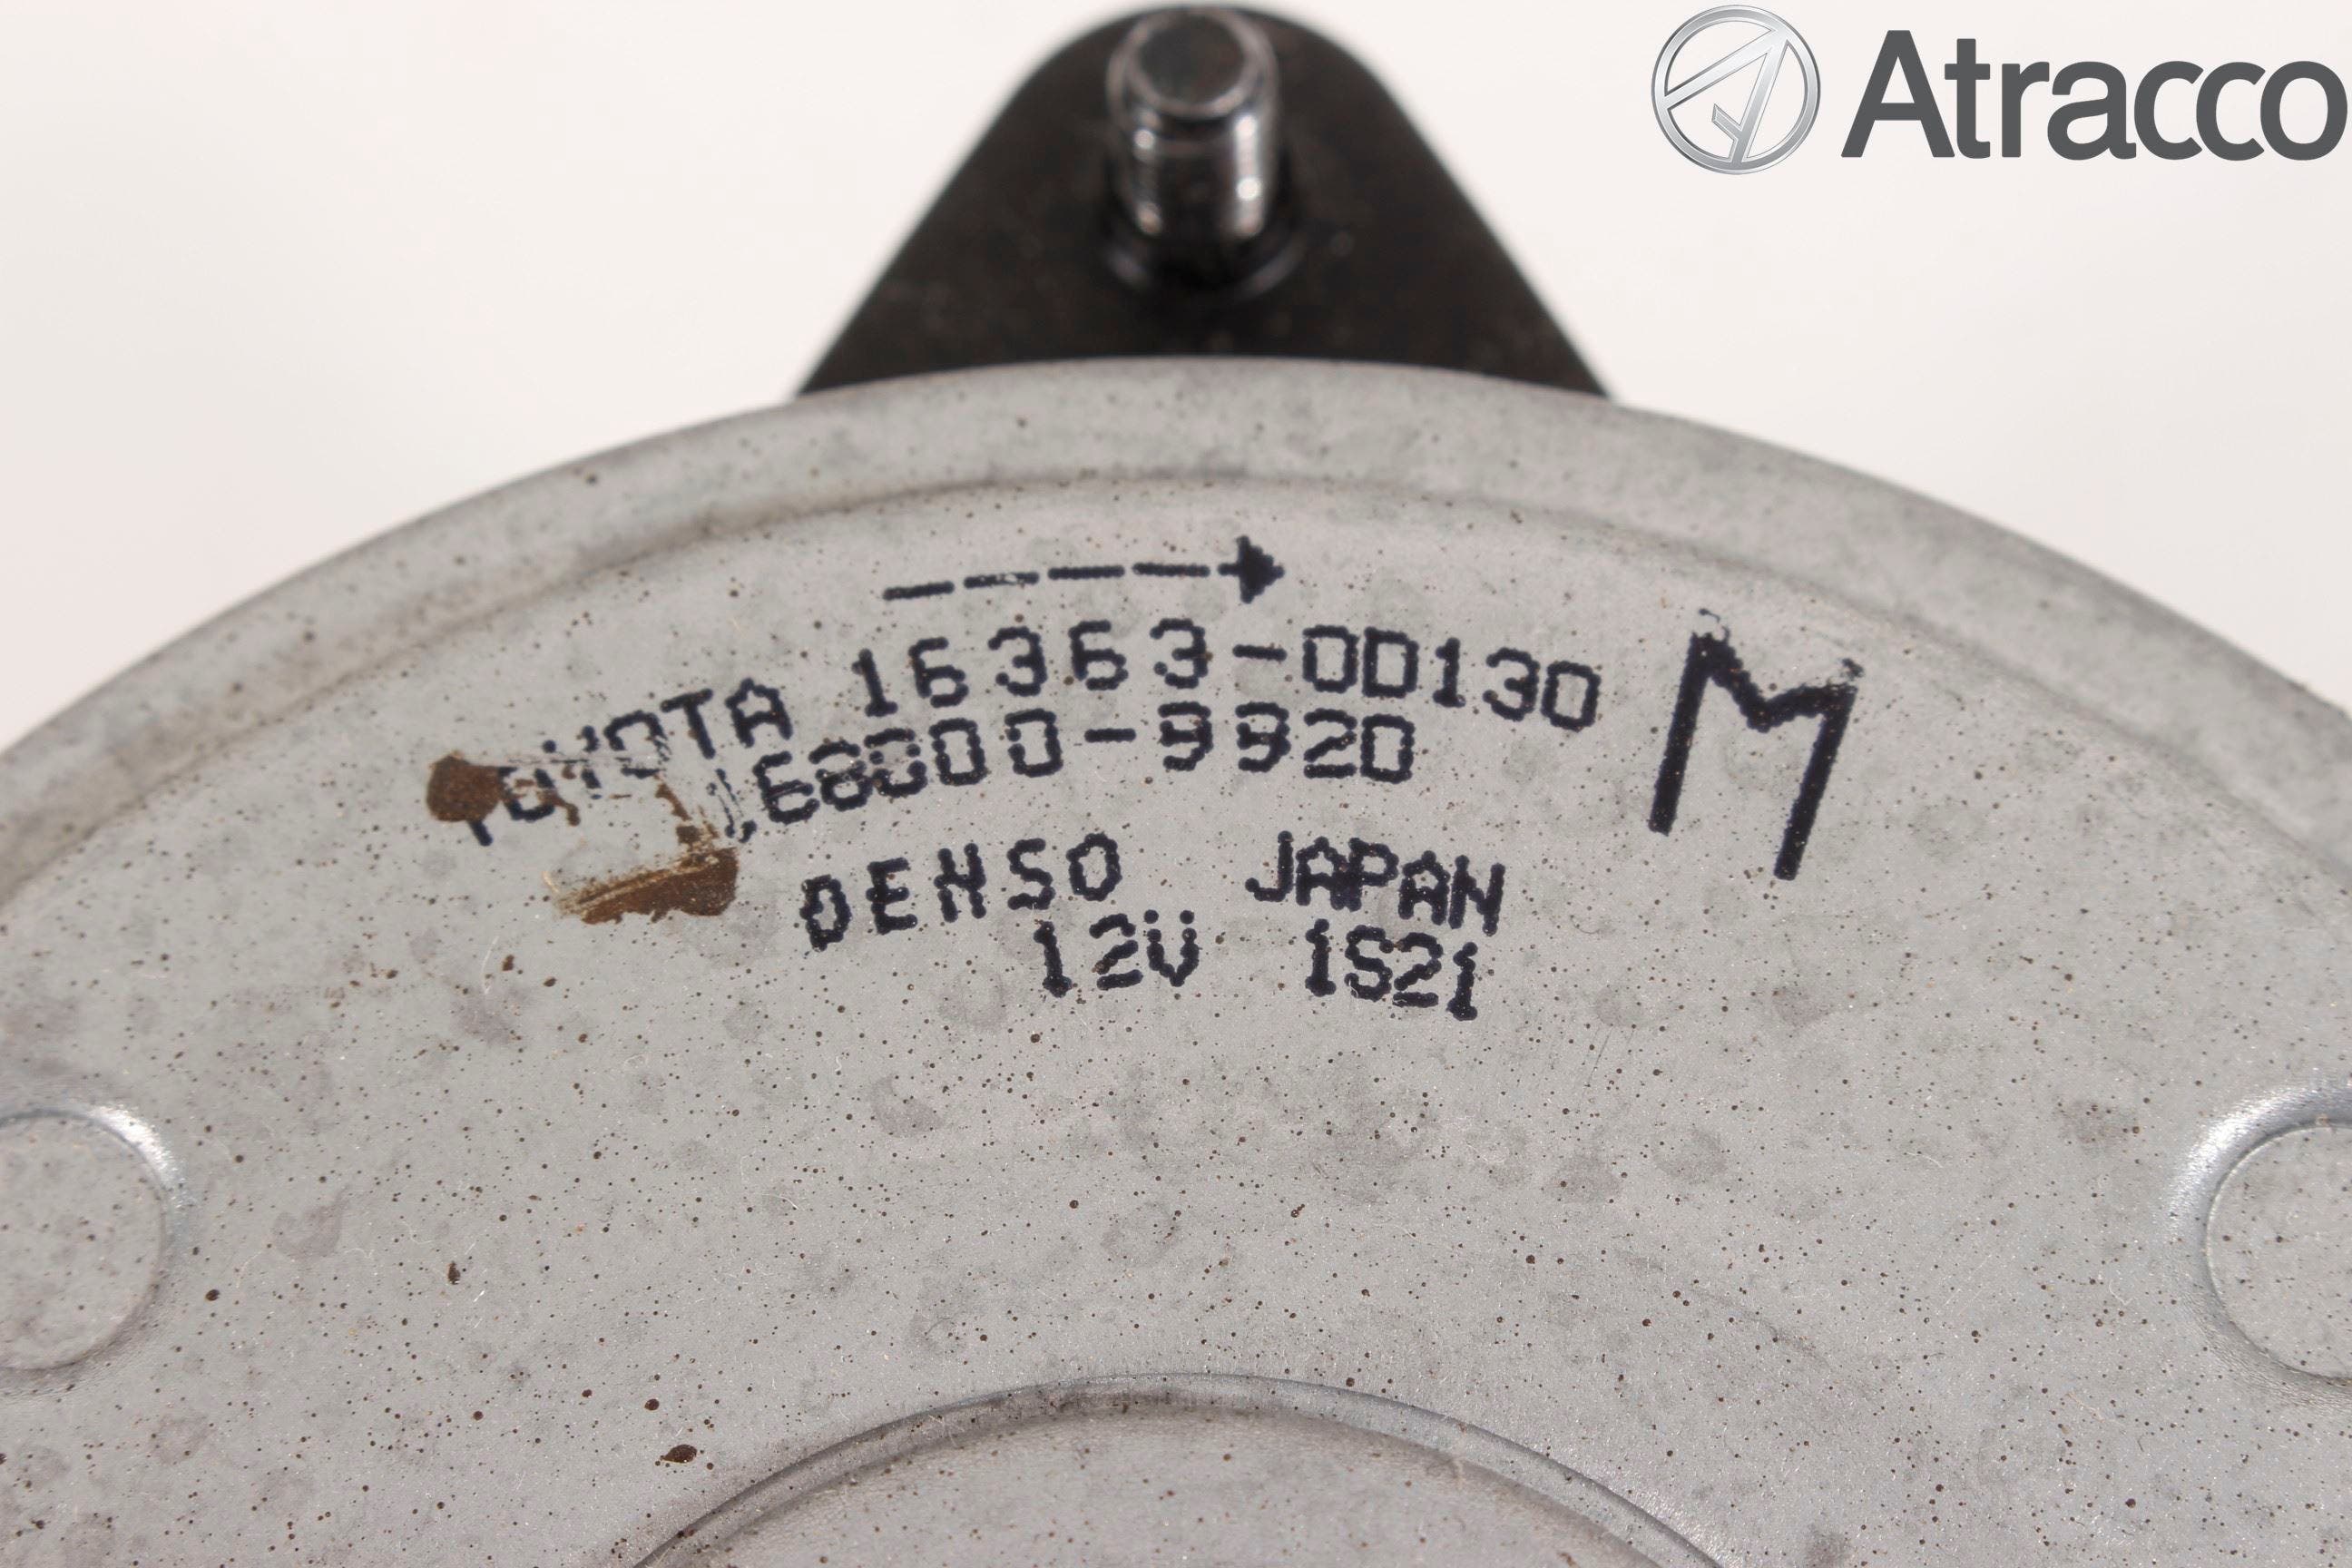 Atracco
TOYOTA 16363-0D130 M
168000-9920
DENSO JAPAN
12V 1S21